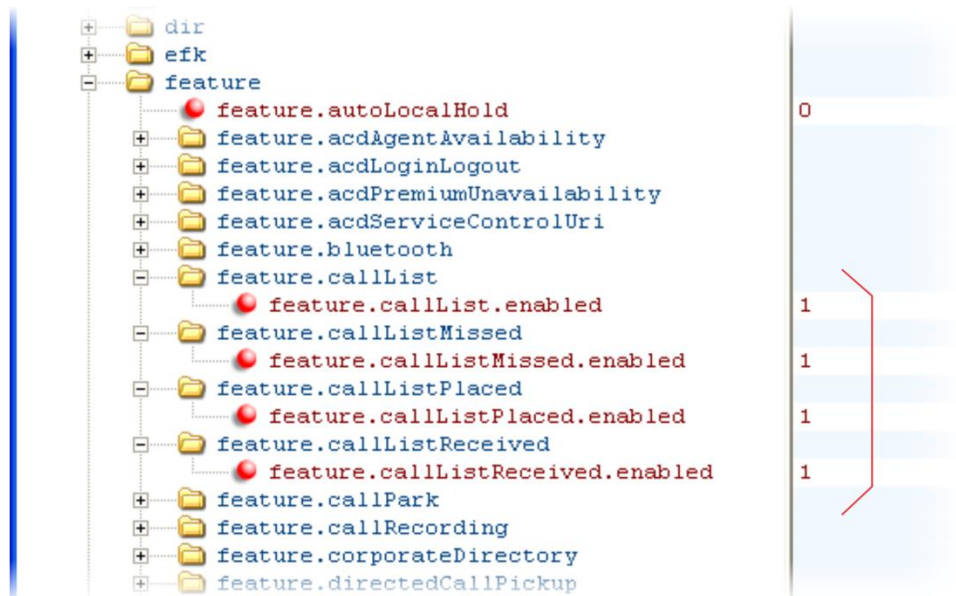 dir
efk
feature
feature.autoLocalHold 0
feature.acdAgentAvailability
feature.acdLoginLogout
feature.acdPremiumUnavailability
feature.acdServiceControlUri
feature.bluetooth
feature.callList
feature.callList.enabled 1
feature.callListMissed
feature.callListMissed.enabled 1
feature.callListPlaced
feature.callListPlaced.enabled 1
feature.callListReceived
feature.callListReceived.enabled 1
feature.callPark
feature.callRecording
feature.corporateDirectory
feature.directedCallPickup